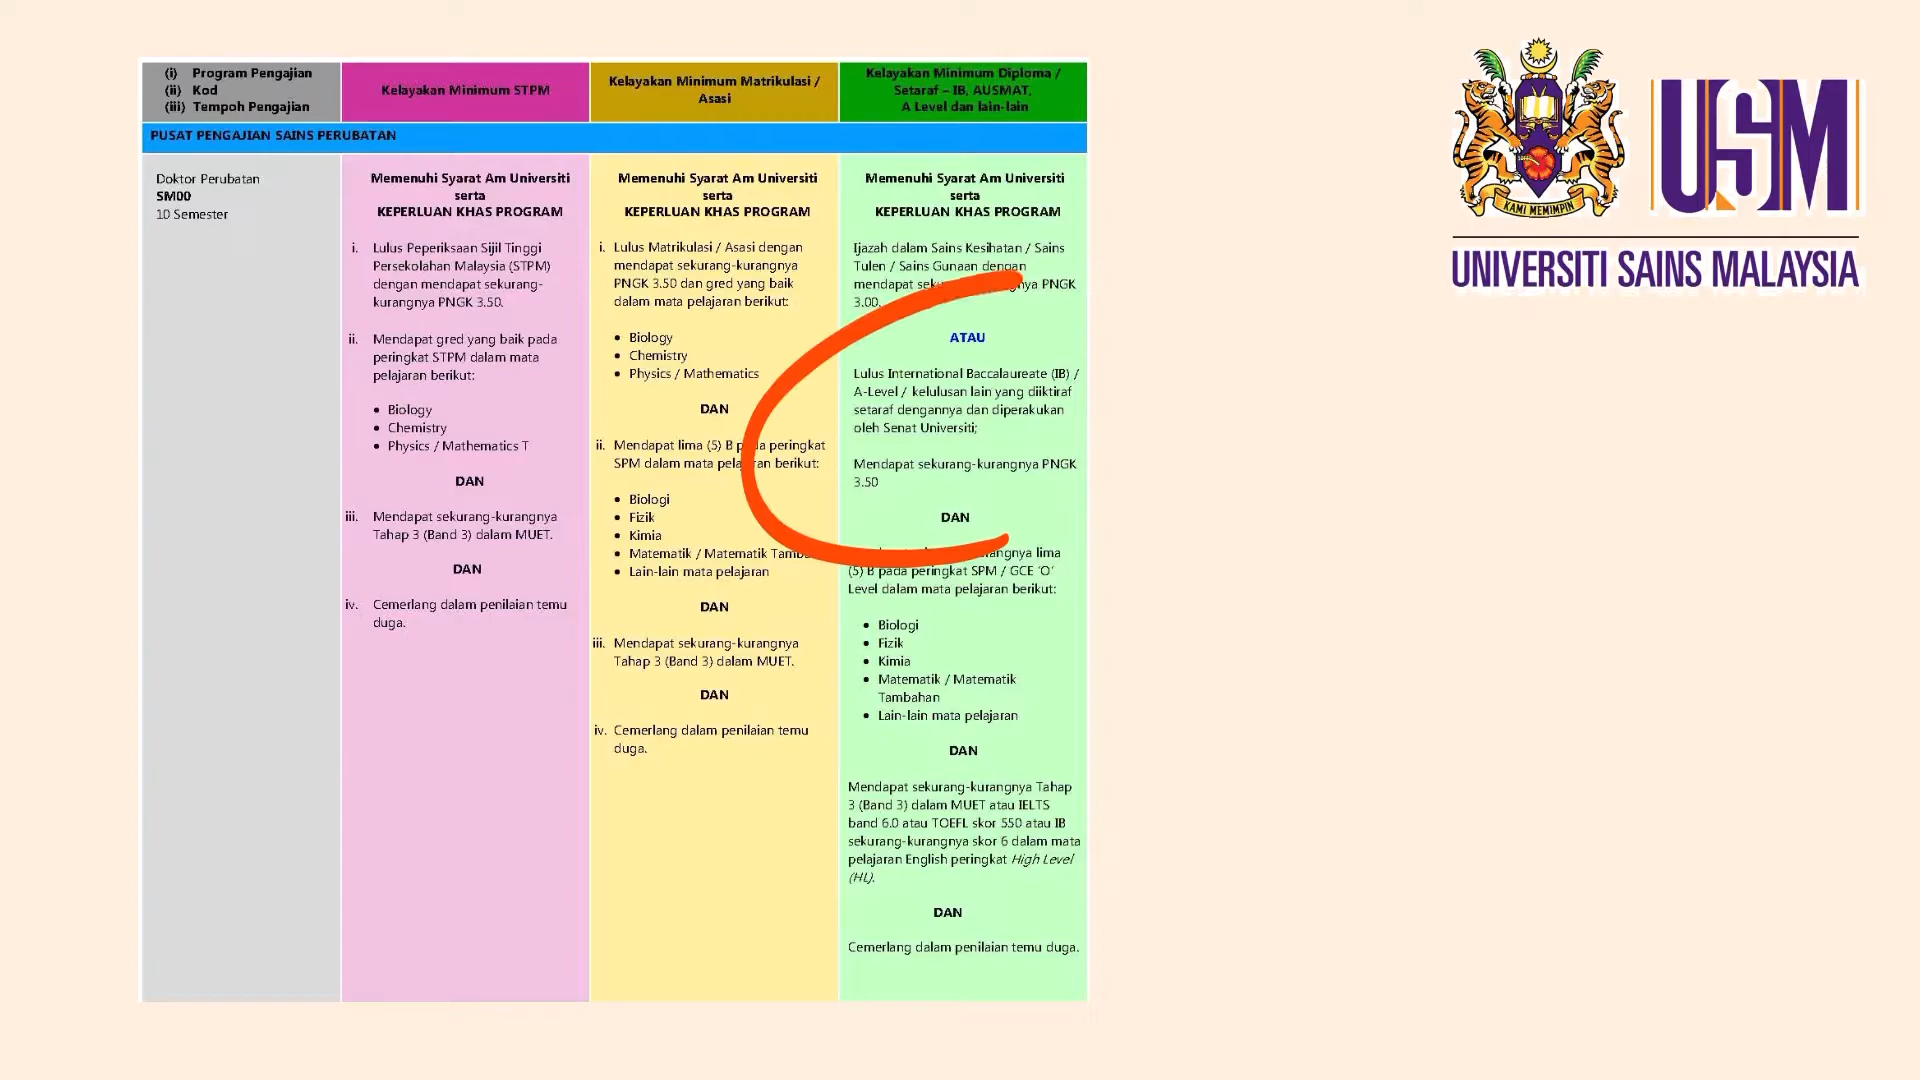 (i) Program Pengajian
(ii) Kod
(iii) Tempoh Pengajian
Kelayakan Minimum STPM
Kelayakan Minimum Matrikulasi /
Asasi
Kelayakan Minimum Diploma /
Setaraf – IB, AUSMAT,
A Level dan lain-lain
PUSAT PENGAJIAN SAINS PERUBATAN
Doktor Perubatan
SM00
10 Semester
Memenuhi Syarat Am Universiti
serta
KEPERLUAN KHAS PROGRAM
i. Lulus Peperiksaan Sijil Tinggi
Persekolahan Malaysia (STPM)
dengan mendapat sekurang-
kurangnya PNGK 3.50.
ii. Mendapat gred yang baik pada
peringkat STPM dalam mata
pelajaran berikut:
• Biology
• Chemistry
• Physics / Mathematics T
DAN
iii. Mendapat sekurang-kurangnya
Tahap 3 (Band 3) dalam MUET.
DAN
iv. Cemerlang dalam penilaian temu
duga.
Memenuhi Syarat Am Universiti
serta
KEPERLUAN KHAS PROGRAM
i. Lulus Matrikulasi / Asasi dengan
mendapat sekurang-kurangnya
PNGK 3.50 dan gred yang baik
dalam mata pelajaran berikut:
• Biology
• Chemistry
• Physics / Mathematics
DAN
ii. Mendapat lima (5) B pada peringkat
SPM dalam mata pelajaran berikut:
• Biologi
• Fizik
• Kimia
• Matematik / Matematik
• Lain-lain mata pelajaran
DAN
iii. Mendapat sekurang-kurangnya
Tahap 3 (Band 3) dalam MUET.
DAN
iv. Cemerlang dalam penilaian temu
duga.
Memenuhi Syarat Am Universiti
serta
KEPERLUAN KHAS PROGRAM
Ijazah dalam Sains Kesihatan / Sains
Tulen / Sains Gunaan dengan
mendapat PNGK
3.00.
ATAU
Lulus International Baccalaureate (IB) /
A-Level / kelulusan lain yang diiktiraf
setaraf dengannya dan diperakukan
oleh Senat Universiti;
Mendapat sekurang-kurangnya PNGK
3.50
DAN
lima
(5) B pada peringkat SPM / GCE ‘O’
Level dalam mata pelajaran berikut:
• Biologi
• Fizik
• Kimia
• Matematik / Matematik
Tambahan
• Lain-lain mata pelajaran
DAN
Mendapat sekurang-kurangnya Tahap
3 (Band 3) dalam MUET atau IELTS
band 6.0 atau TOEFL skor 550 atau IB
sekurang-kurangnya skor 6 dalam mata
pelajaran English peringkat High Level
(HL).
DAN
Cemerlang dalam penilaian temu duga.
KAMI MEMIMPIN
USM
UNIVERSITI SAINS MALAYSIA